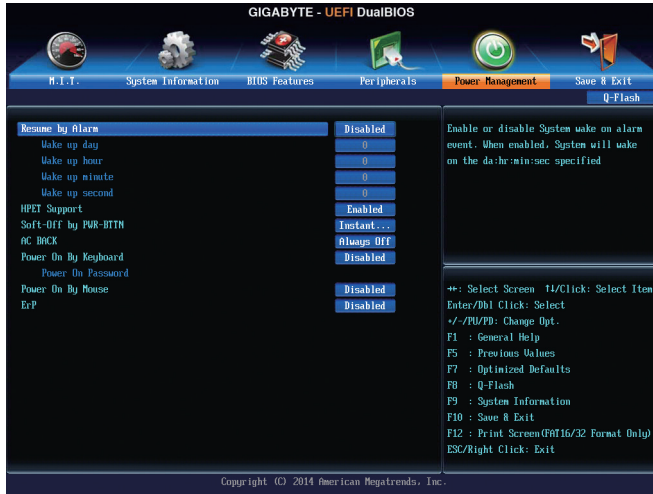 GIGABYTE - UEFI DualBIOS
M.I.T.
System Information
BIOS Features
Peripherals
Power Management
Save & Exit
Q-Flash
Resume by Alarm Disabled
Wake up day 0
Wake up hour 0
Wake up minute 0
Wake up second 0
HPET Support Enabled
Soft-Off by PWR-BTTN Instant...
AC BACK Always Off
Power On By Keyboard Disabled
Power On Password
Power On By Mouse Disabled
ErP Disabled
Enable or disable System wake on alarm
event. When enabled, System will wake
on the da:hr:min:sec specified
↔: Select Screen ↑↓/Click: Select Item
Enter/Dbl Click: Select
+/-/PU/PD: Change Opt.
F1 : General Help
F5 : Previous Values
F7 : Optimized Defaults
F8 : Q-Flash
F9 : System Information
F10 : Save & Exit
F12 : Print Screen(FAT16/32 Format Only)
ESC/Right Click: Exit
Copyright (C) 2014 American Megatrends, Inc.